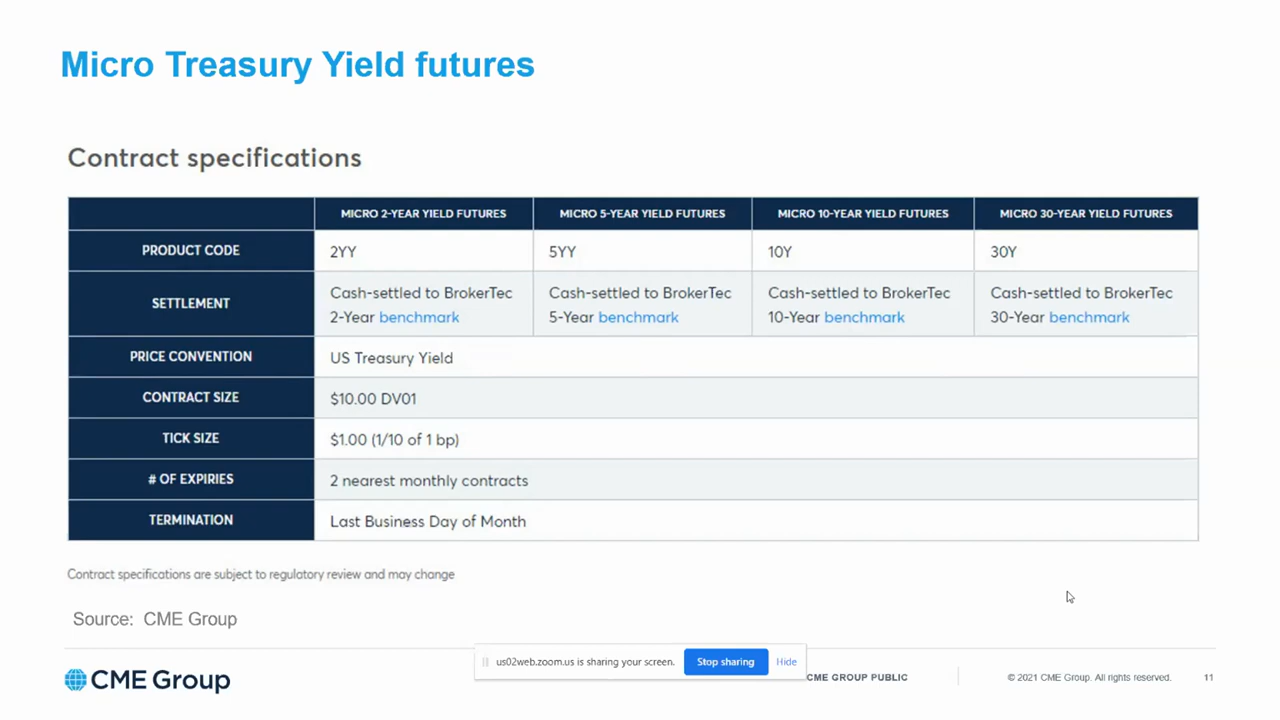 Micro Treasury Yield futures
Contract specifications
MICRO 2-YEAR YIELD FUTURES MICRO 5-YEAR YIELD FUTURES MICRO 10-YEAR YIELD FUTURES MICRO 30-YEAR YIELD FUTURES
PRODUCT CODE 2YY 5YY 10Y 30Y
SETTLEMENT Cash-settled to BrokerTec Cash-settled to BrokerTec Cash-settled to BrokerTec Cash-settled to BrokerTec
2-Year benchmark 5-Year benchmark 10-Year benchmark 30-Year benchmark
PRICE CONVENTION US Treasury Yield
CONTRACT SIZE $10.00 DV01
TICK SIZE $1.00 (1/10 of 1 bp)
# OF EXPIRIES 2 nearest monthly contracts
TERMINATION Last Business Day of Month
Contract specifications are subject to regulatory review and may change
Source: CME Group
us02web.zoom.us is sharing your screen. Stop sharing Hide
CME Group CME GROUP PUBLIC © 2021 CME Group. All rights reserved. 11